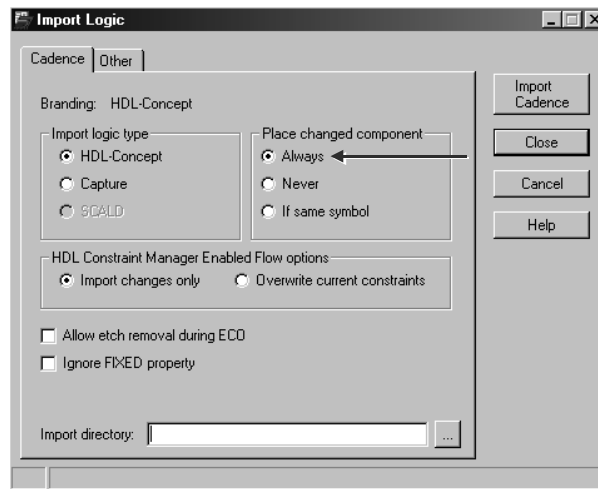 Import Logic
Cadence Other
Branding: HDL-Concept
Import logic type
HDL-Concept
Capture
SCALD
Place changed component
Always
Never
If same symbol
HDL Constraint Manager Enabled Flow options
Import changes only Overwrite current constraints
Allow etch removal during ECO
Ignore FIXED property
Import directory: ...
Import
Cadence
Close
Cancel
Help